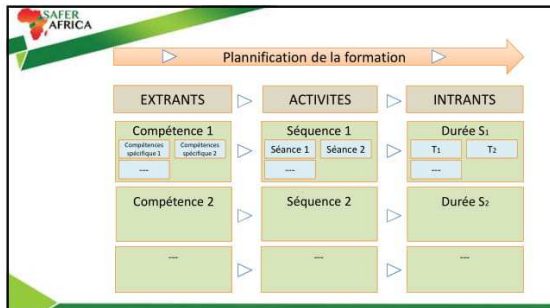 SAFER
AFRICA
Plannification de la formation
EXTRANTS
ACTIVITES
INTRANTS
Compétence 1
Compétences
spécifique 1
Compétences
spécifique 2
---
Séquence 1
Séance 1
Séance 2
---
Durée S1
T1
T2
---
Compétence 2
Séquence 2
Durée S2
---
---
---